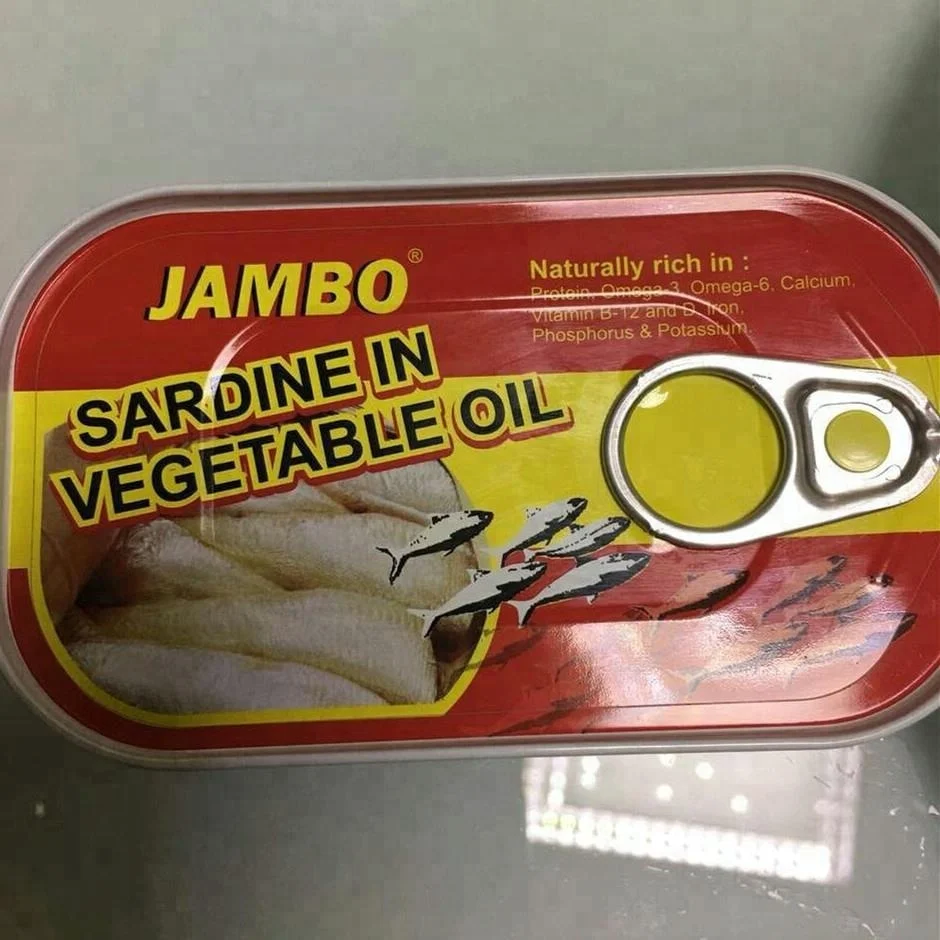 JAMBO®
SARDINE IN
VEGETABLE OIL
Naturally rich in :
Protein, Omega-3, Omega-6, Calcium,
Vitamin B-12 and D, Iron,
Phosphorus & Potassium.